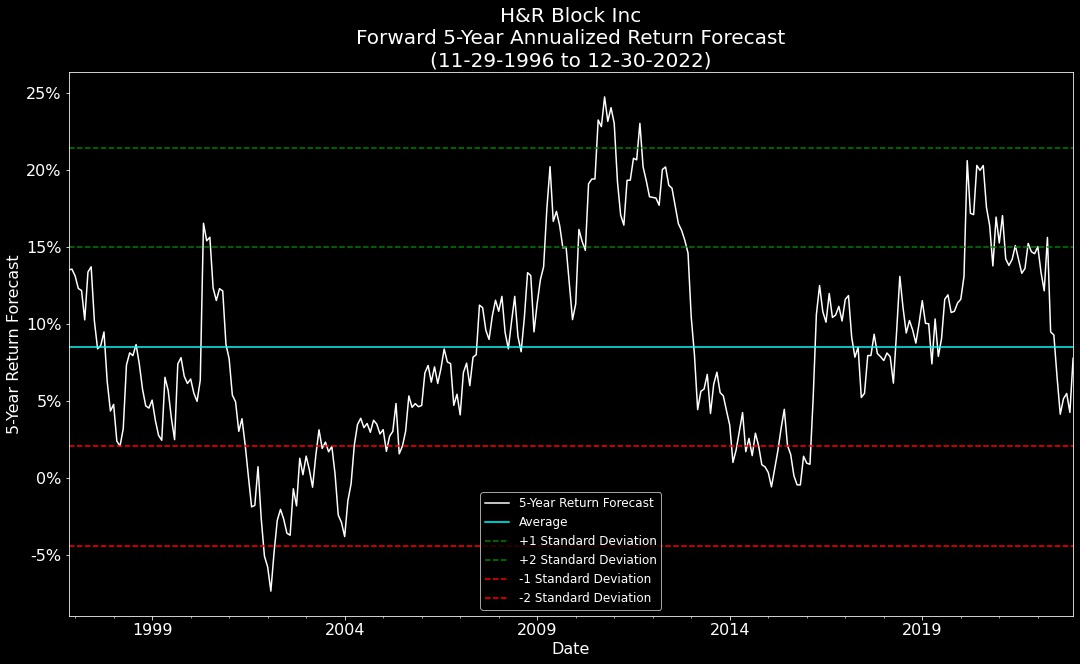 H&R Block Inc
Forward 5-Year Annualized Return Forecast
(11-29-1996 to 12-30-2022)
5-Year Return Forecast
25%
20%
15%
10%
5%
0%
-5%
5-Year Return Forecast
Average
+1 Standard Deviation
+2 Standard Deviation
-1 Standard Deviation
-2 Standard Deviation
1999
2004
2009
2014
2019
Date